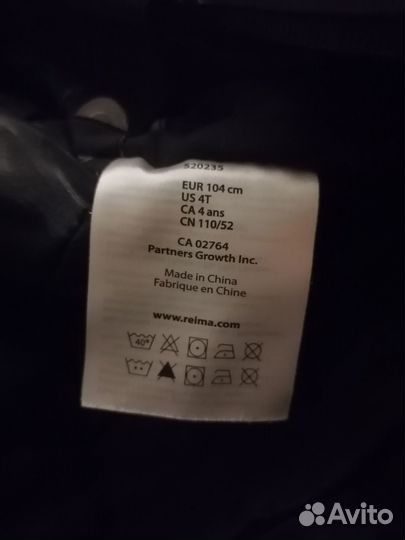 520235
EUR 104 cm
US 4T
CA 4 ans
CN 110/52
CA 02764
Partners Growth Inc.
Made in China
Fabrique en Chine
www.reima.com
40°
Avito